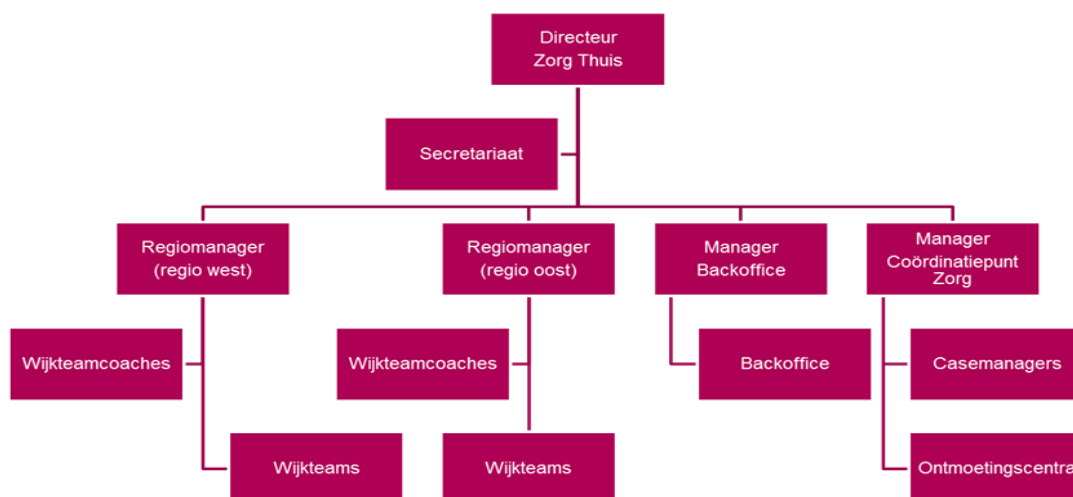 Directeur
Zorg Thuis
Secretariaat
Regiomanager
(regio west)
Regiomanager
(regio oost)
Manager
Backoffice
Manager
Coördinatiepunt
Zorg
Wijkteamcoaches
Wijkteamcoaches
Backoffice
Casemanagers
Wijkteams
Wijkteams
Ontmoetingscentra